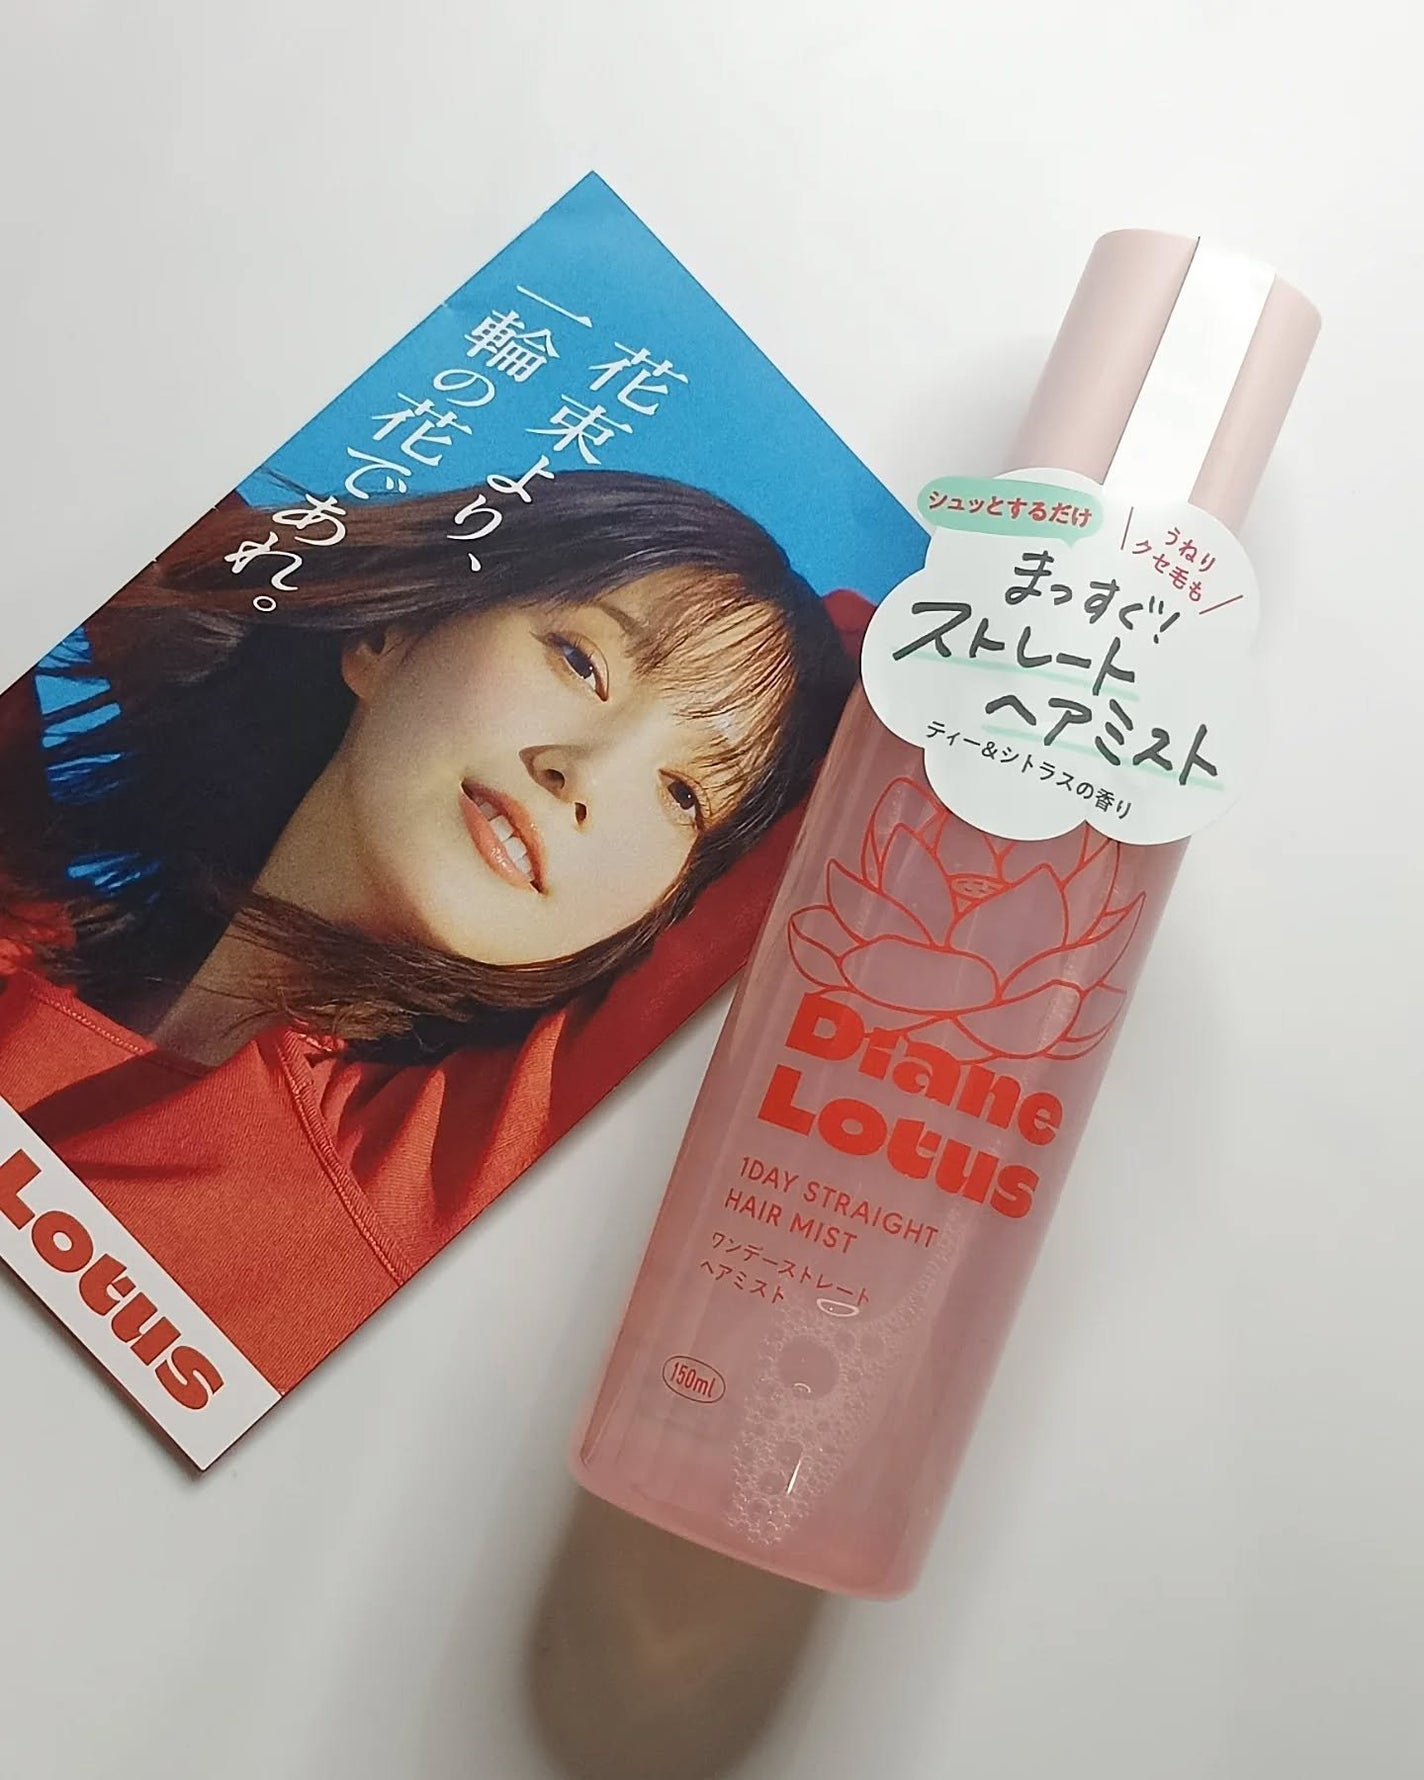 花束より、
一輪の花であれ。
Lotus
シュッとするだけ
うねり
クセ毛も
まっすぐ!
ストレート
ヘアミスト
ティー&シトラスの香り
Diane
Lotus
1DAY STRAIGHT
HAIR MIST
ワンデーストレート
ヘアミスト
150ml